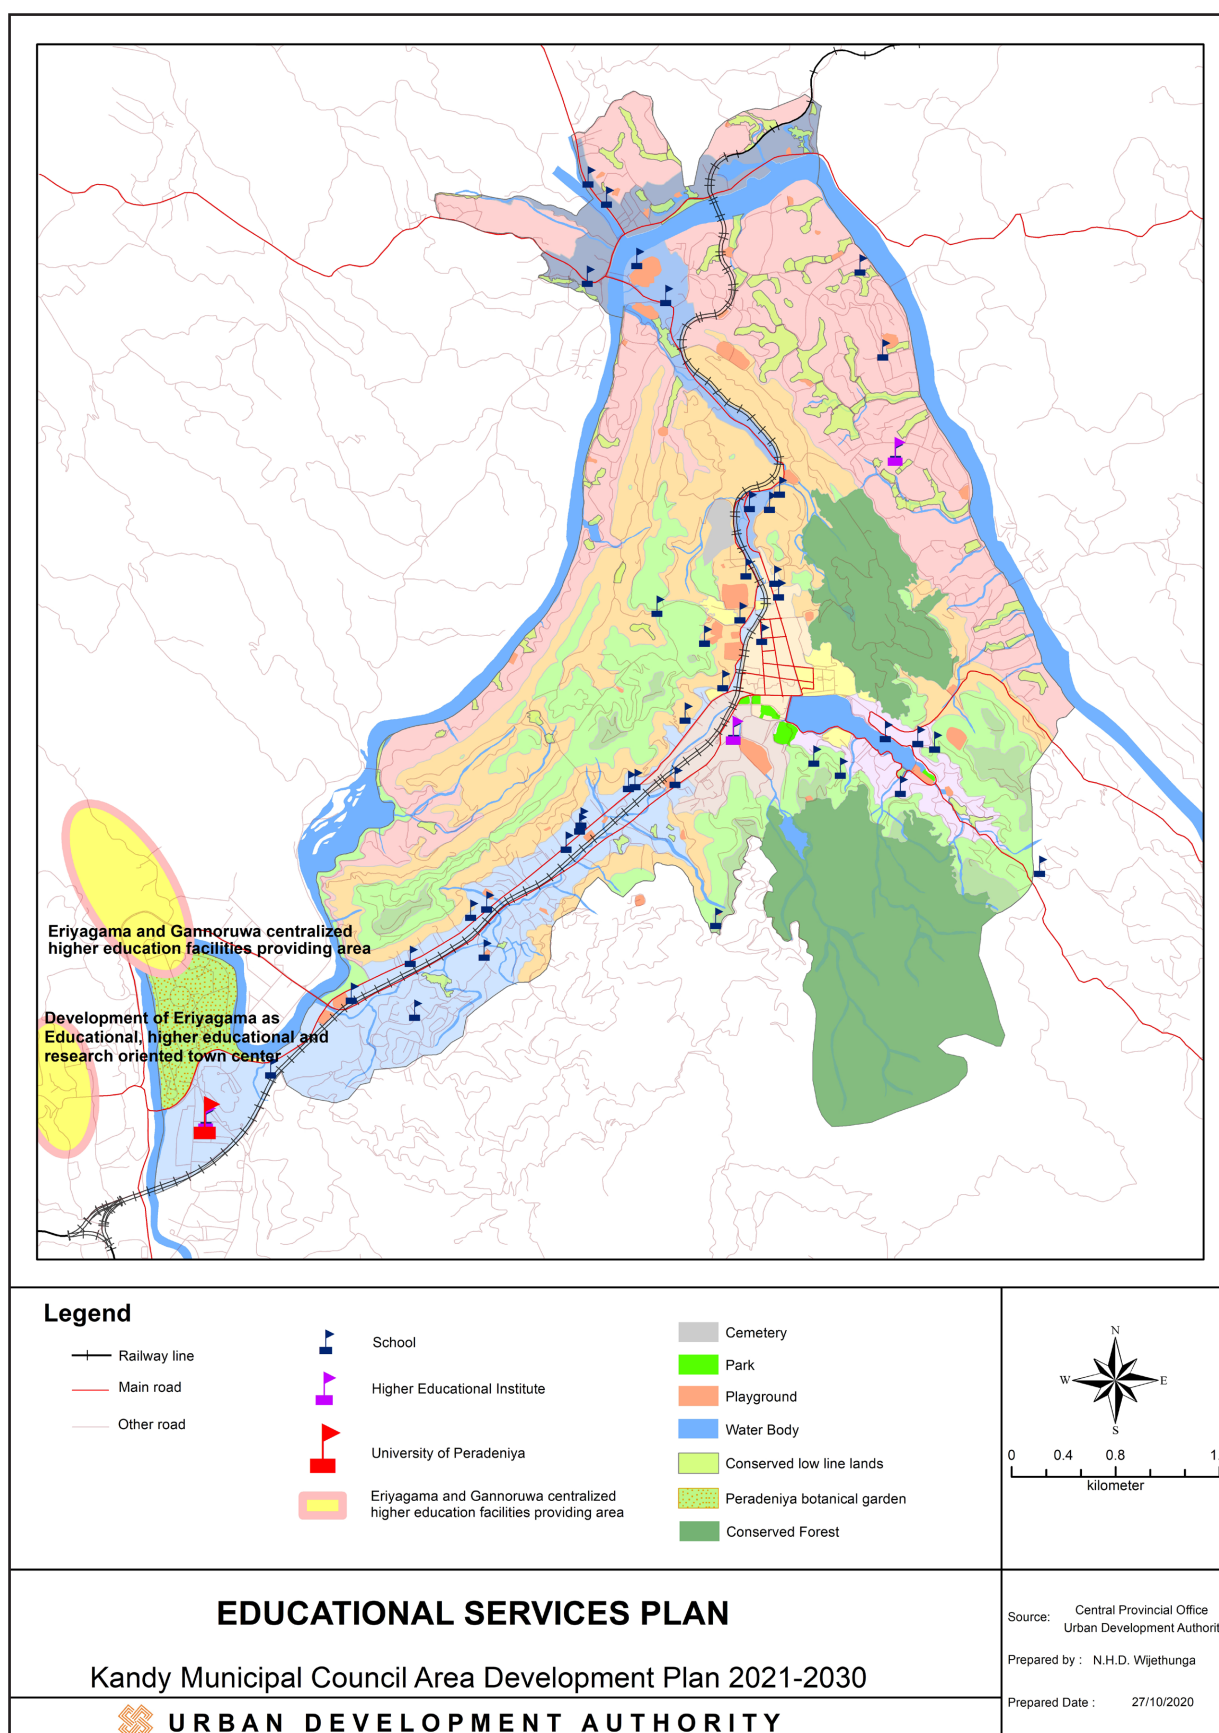 Eriyagama and Gannoruwa centralized
higher education facilities providing area
Development of Eriyagama as
Educational, higher educational and
research oriented town center
Legend
Railway line
Main road
Other road
School
Higher Educational Institute
University of Peradeniya
Eriyagama and Gannoruwa centralized
higher education facilities providing area
Cemetery
Park
Playground
Water Body
Conserved low line lands
Peradeniya botanical garden
Conserved Forest
N
W E
S
0 0.4 0.8 1.
kilometer
EDUCATIONAL SERVICES PLAN
Kandy Municipal Council Area Development Plan 2021-2030
URBAN DEVELOPMENT AUTHORITY
Source: Central Provincial Office
Urban Development Authorit
Prepared by : N.H.D. Wijethunga
Prepared Date : 27/10/2020